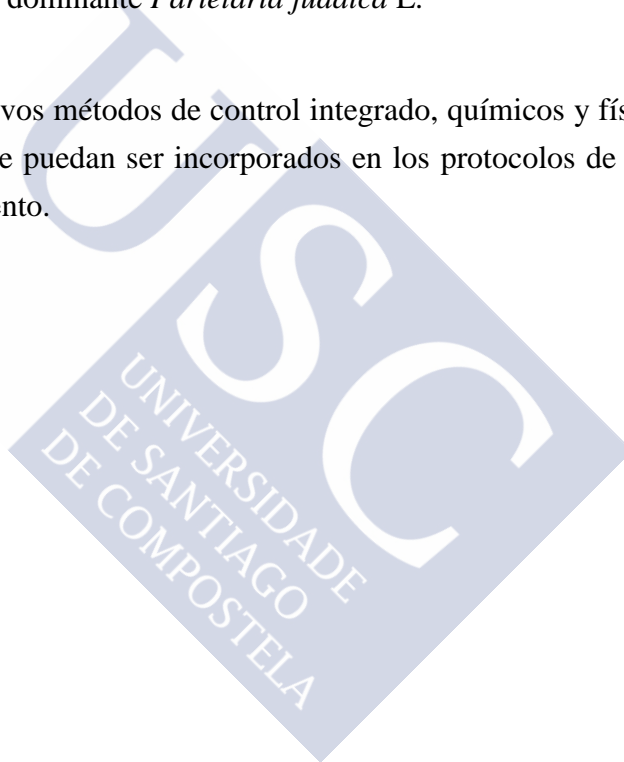 dominante Parietaria judaica L.
vos métodos de control integrado, químicos y fís
e puedan ser incorporados en los protocolos de
ento.
USC
UNIVERSIDADE
DE SANTIAGO
DE COMPOSTELA